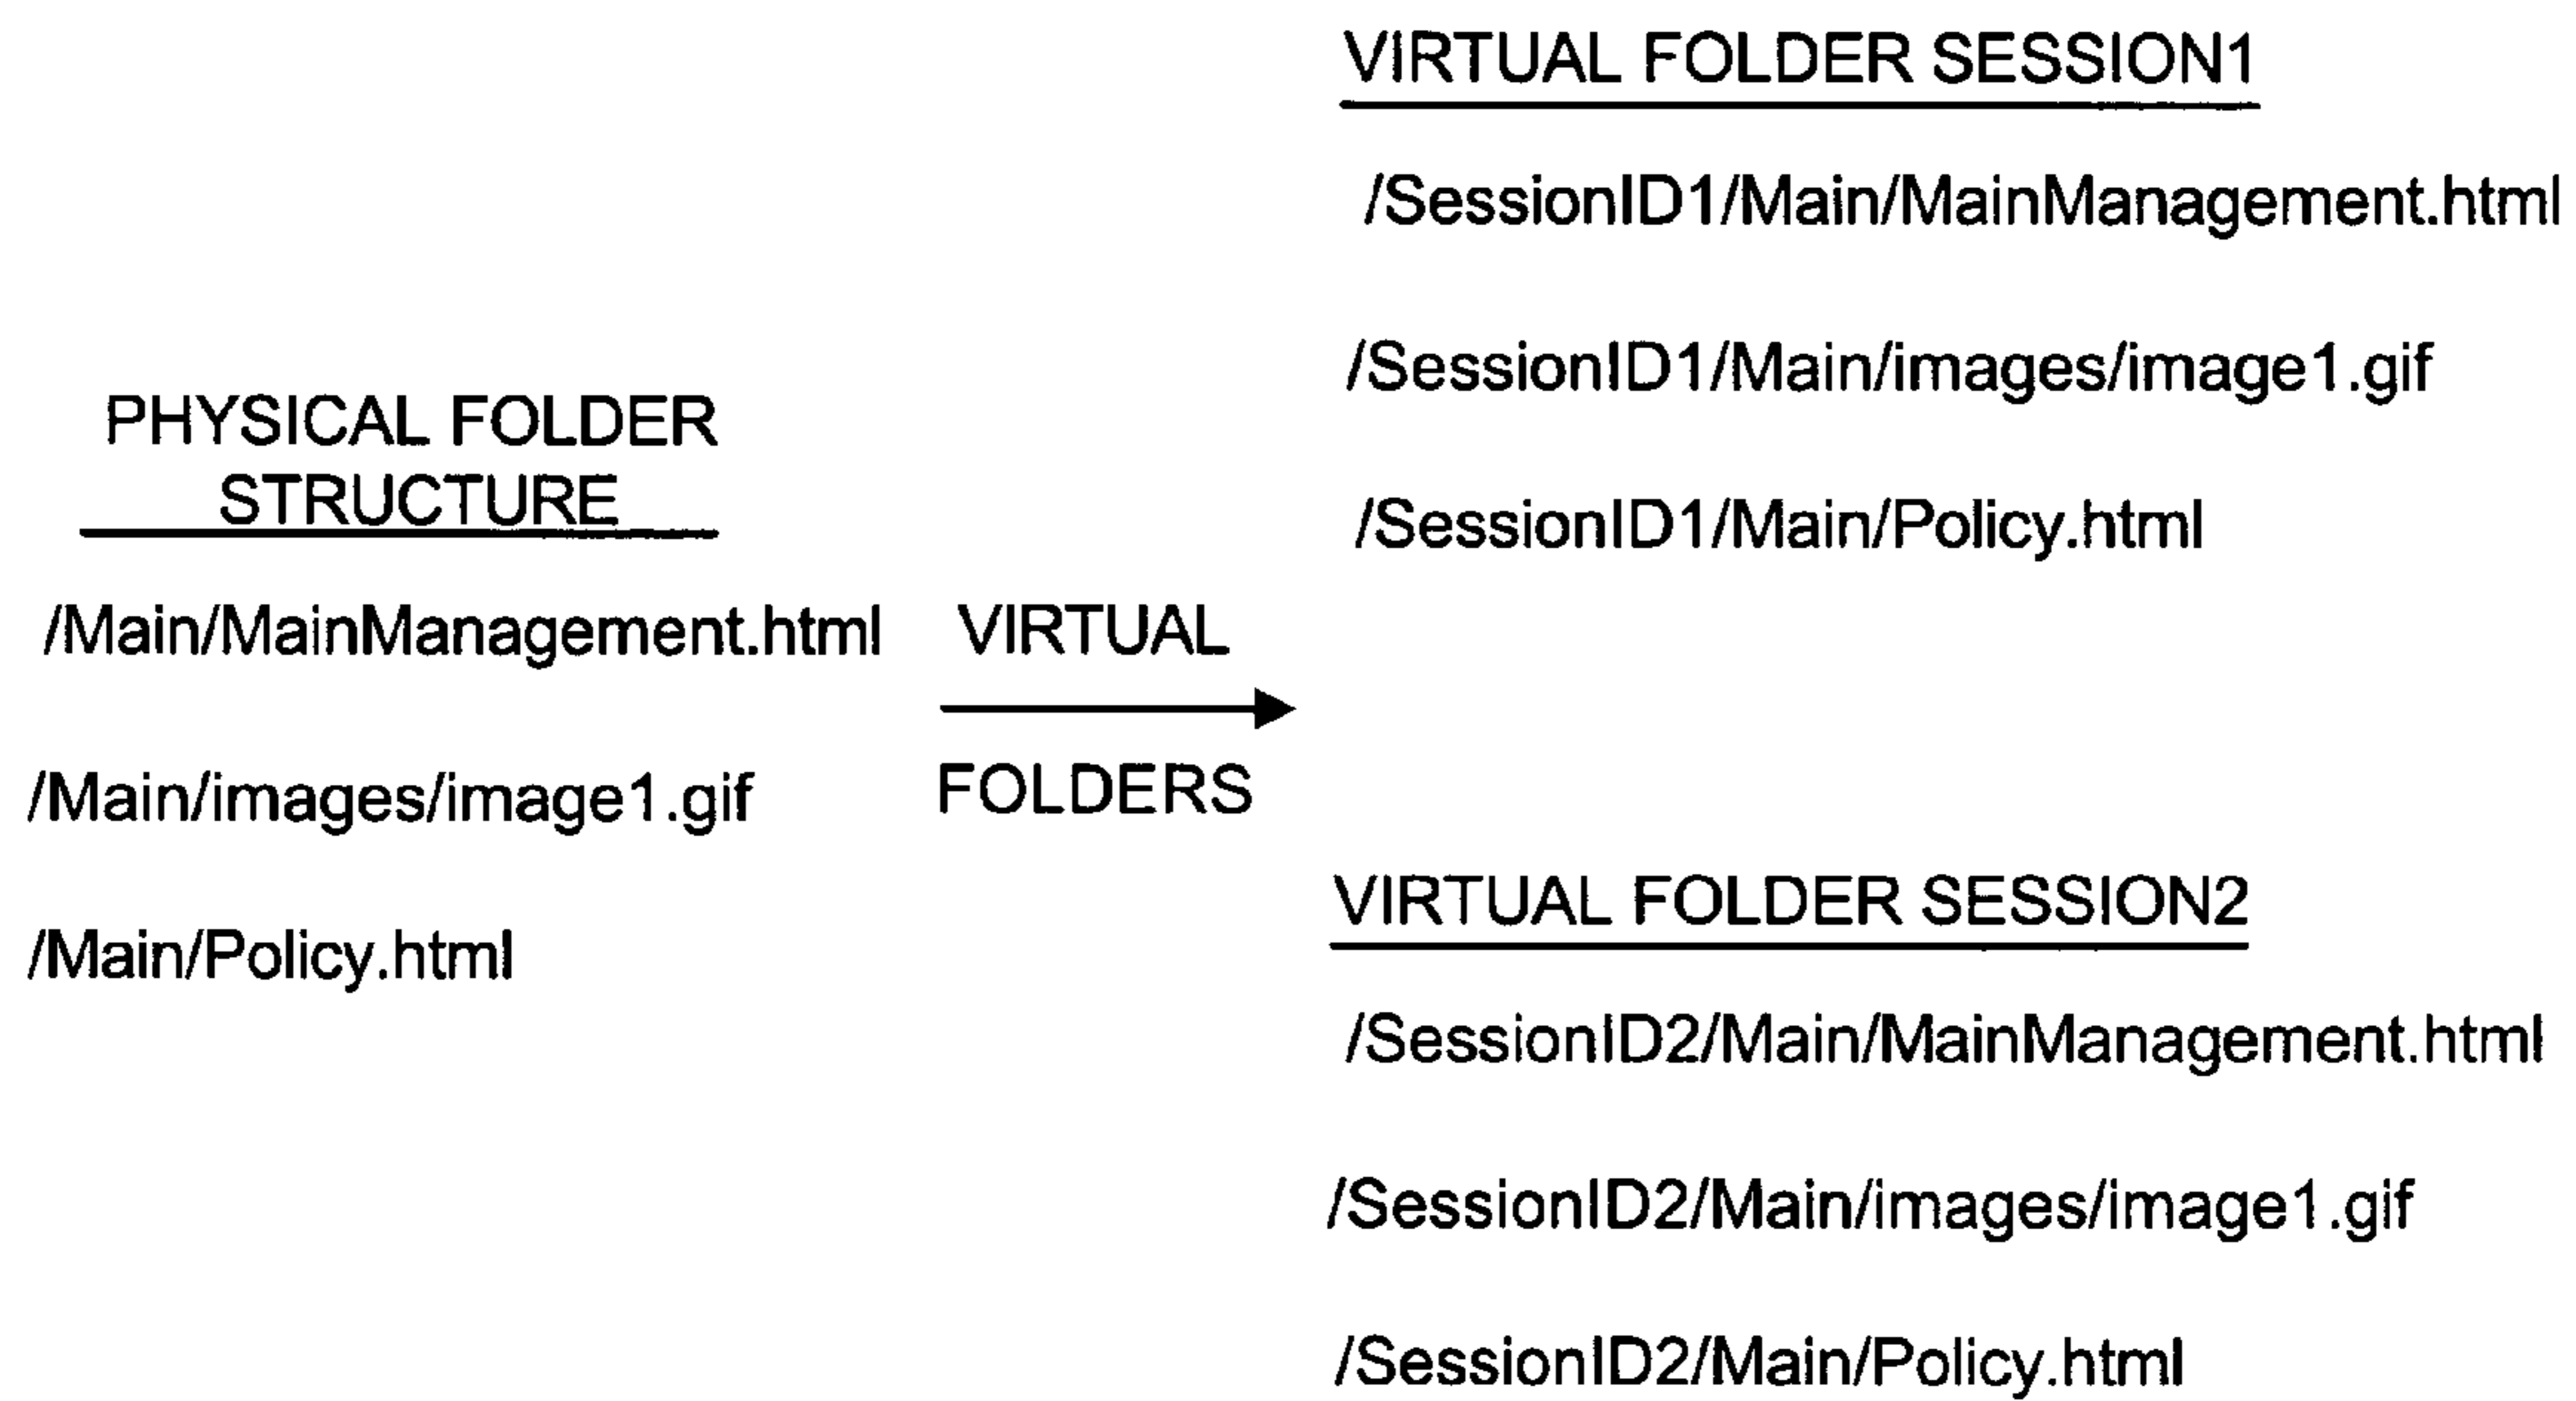 PHYSICAL FOLDER
STRUCTURE
/Main/MainManagement.html
/Main/images/image1.gif
/Main/Policy.html
VIRTUAL
FOLDERS
VIRTUAL FOLDER SESSION1
/SessionID1/Main/MainManagement.html
/SessionID1/Main/images/image1.gif
/SessionID1/Main/Policy.html
VIRTUAL FOLDER SESSION2
/SessionID2/Main/MainManagement.html
/SessionID2/Main/images/image1.gif
/SessionID2/Main/Policy.html